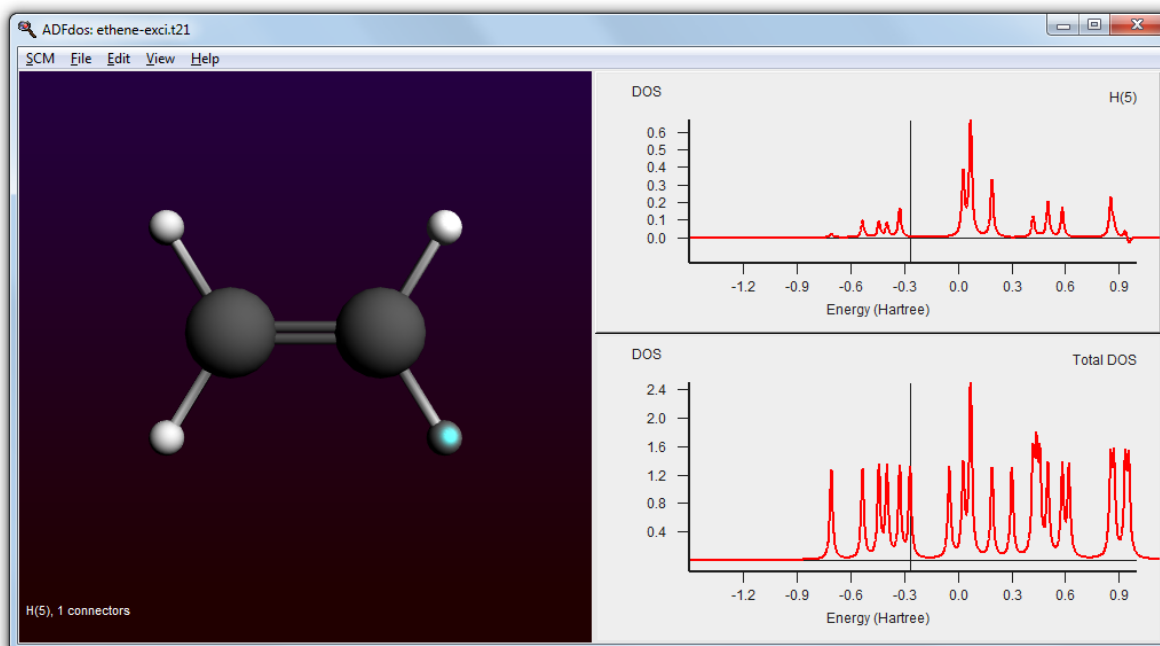 ADFdos: ethene-exci.t21
SCM File Edit View Help
H(5), 1 connectors
DOS
H(5)
0.6
0.5
0.4
0.3
0.2
0.1
0.0
-1.2 -0.9 -0.6 -0.3 0.0 0.3 0.6 0.9
Energy (Hartree)
DOS
Total DOS
2.4
2.0
1.6
1.2
0.8
0.4
-1.2 -0.9 -0.6 -0.3 0.0 0.3 0.6 0.9
Energy (Hartree)